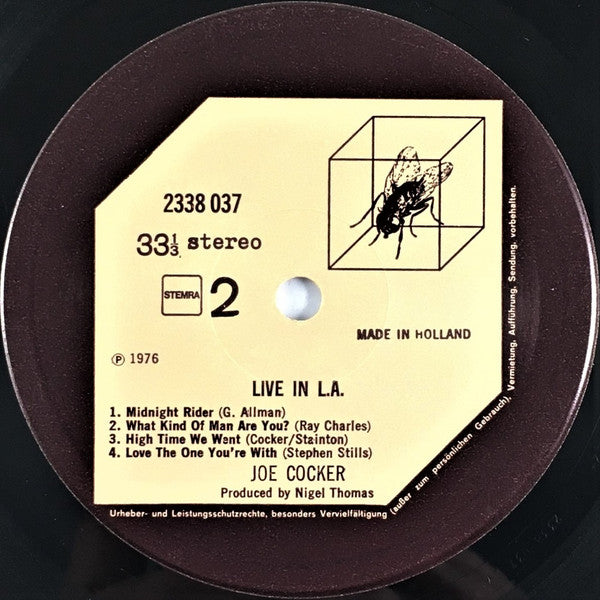 2338 037
33⅓ stereo
STEMRA 2
MADE IN HOLLAND
℗ 1976
LIVE IN L.A.
1. Midnight Rider (G. Allman)
2. What Kind Of Man Are You? (Ray Charles)
3. High Time We Went (Cocker/Stainton)
4. Love The One You're With (Stephen Stills)
JOE COCKER
Produced by Nigel Thomas
Urheber- und Leistungsschutzrechte, besonders Vervielfältigung (außer zum persönlichen Gebrauch), Vermietung, Aufführung, Sendung, vorbehalten.